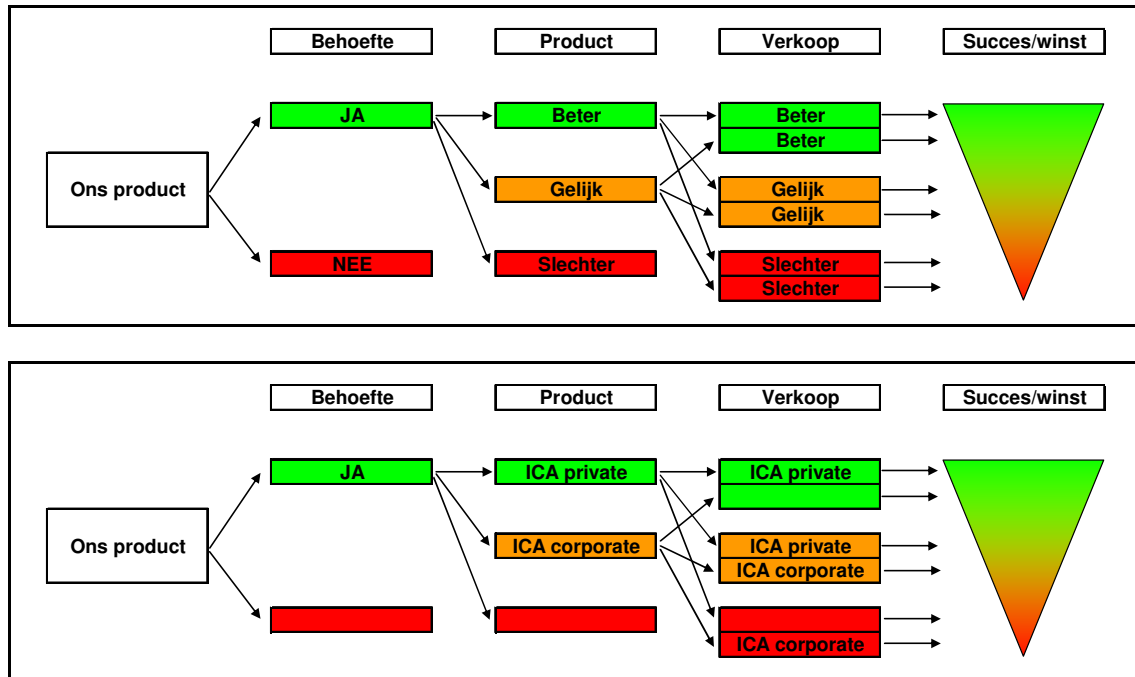 Behoefte Product Verkoop Succes/winst
JA Beter Beter
Beter
Ons product Gelijk Gelijk
Gelijk
NEE Slechter Slechter
Slechter
Behoefte Product Verkoop Succes/winst
JA ICA private ICA private
Ons product ICA corporate ICA private
ICA corporate
ICA corporate